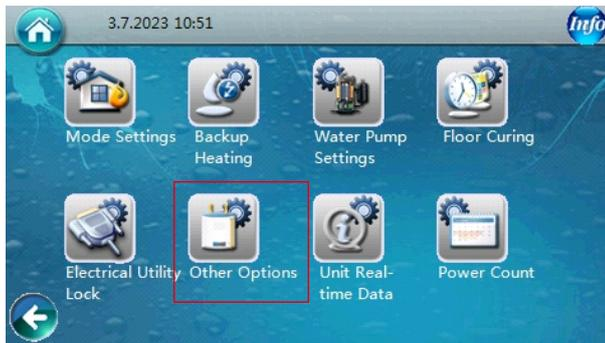 3.7.2023 10:51
Info
Mode Settings
Backup
Heating
Water Pump
Settings
Floor Curing
Electrical Utility
Lock
Other Options
Unit Real-
time Data
Power Count